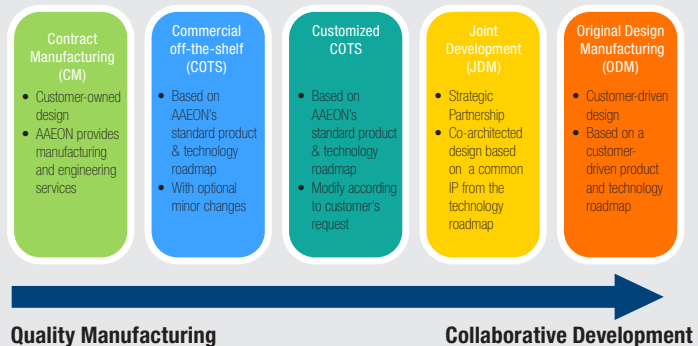 Contract
Manufacturing
(CM)
• Customer-owned
design
• AAEON provides
manufacturing
and engineering
services
Commercial
off-the-shelf
(COTS)
• Based on
AAEON's
standard product
& technology
roadmap
• With optional
minor changes
Customized
COTS
• Based on
AAEON's
standard product
& technology
roadmap
• Modify according
to customer's
request
Joint
Development
(JDM)
• Strategic
Partnership
• Co-architected
design based
on a common
IP from the
technology
roadmap
Original Design
Manufacturing
(ODM)
• Customer-driven
design
• Based on a
customer-
driven product
and technology
roadmap
Quality Manufacturing
Collaborative Development